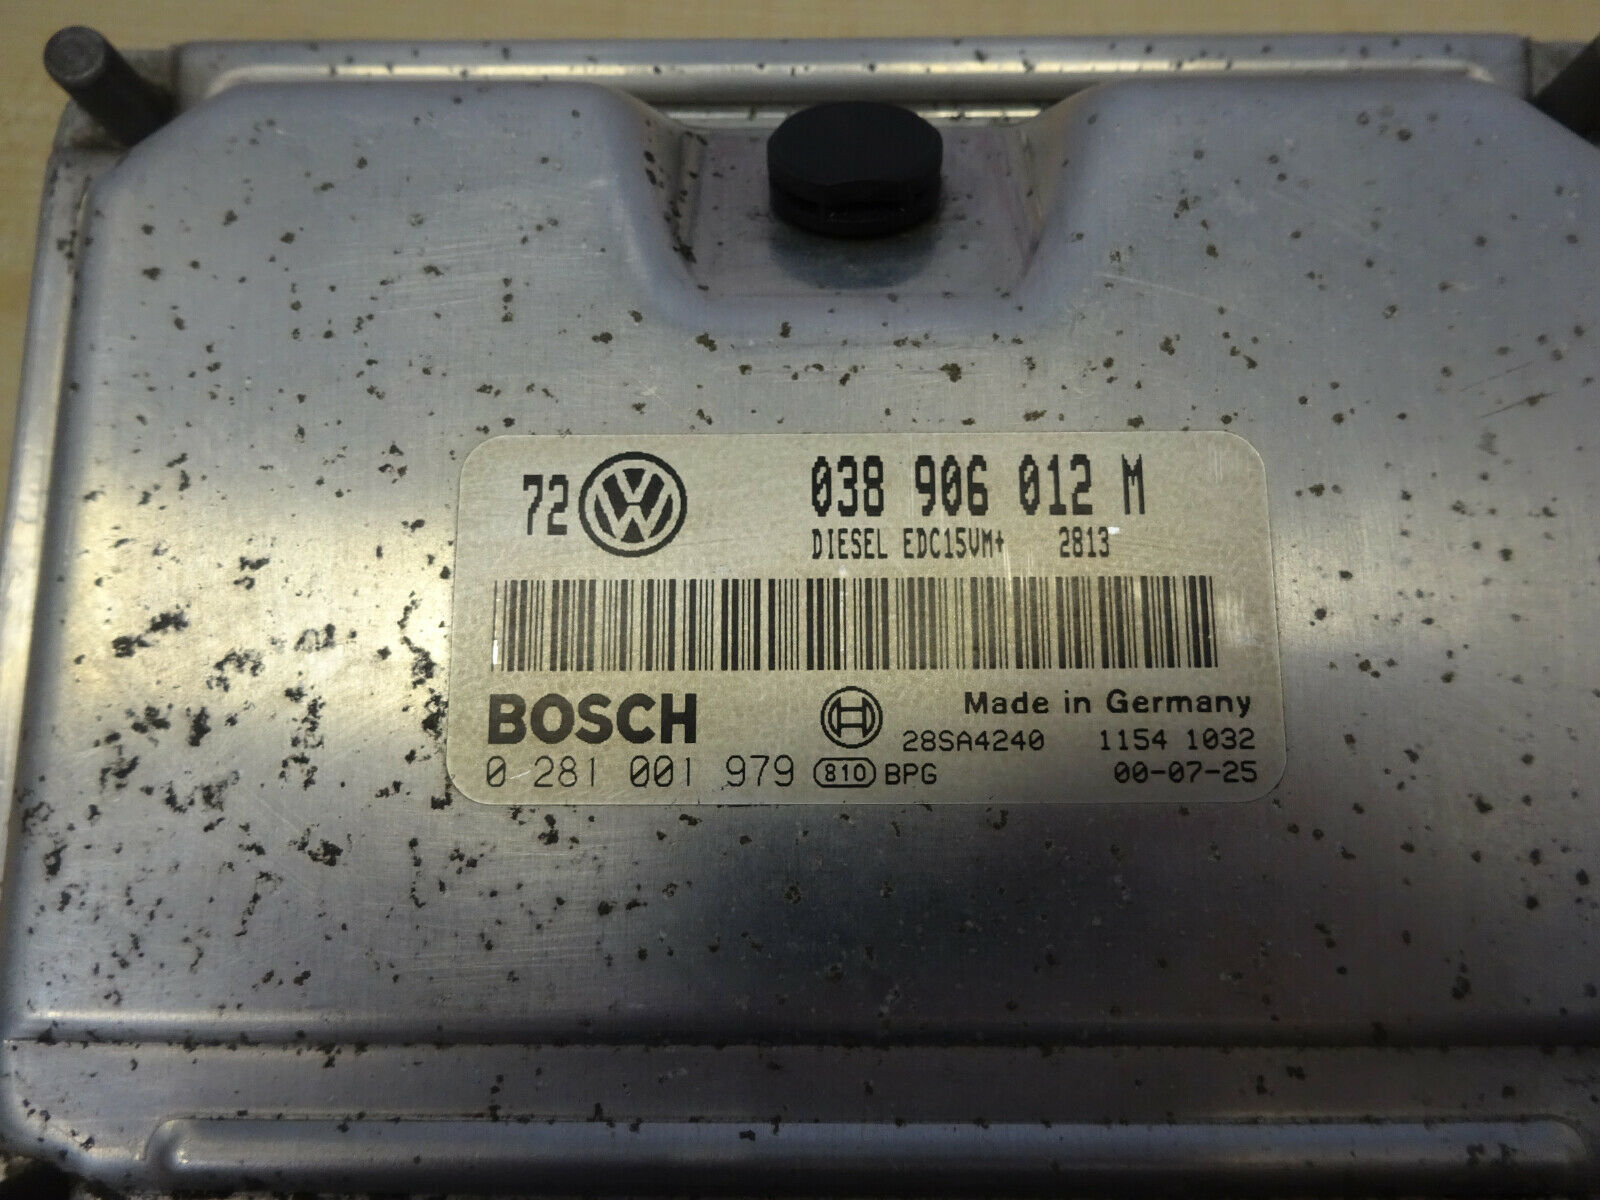 72 VW 038 906 012 M
DIESEL EDC15VM+ 2813
BOSCH Made in Germany
28SA4240 1154 1032
0 281 001 979 810 BPG 00-07-25